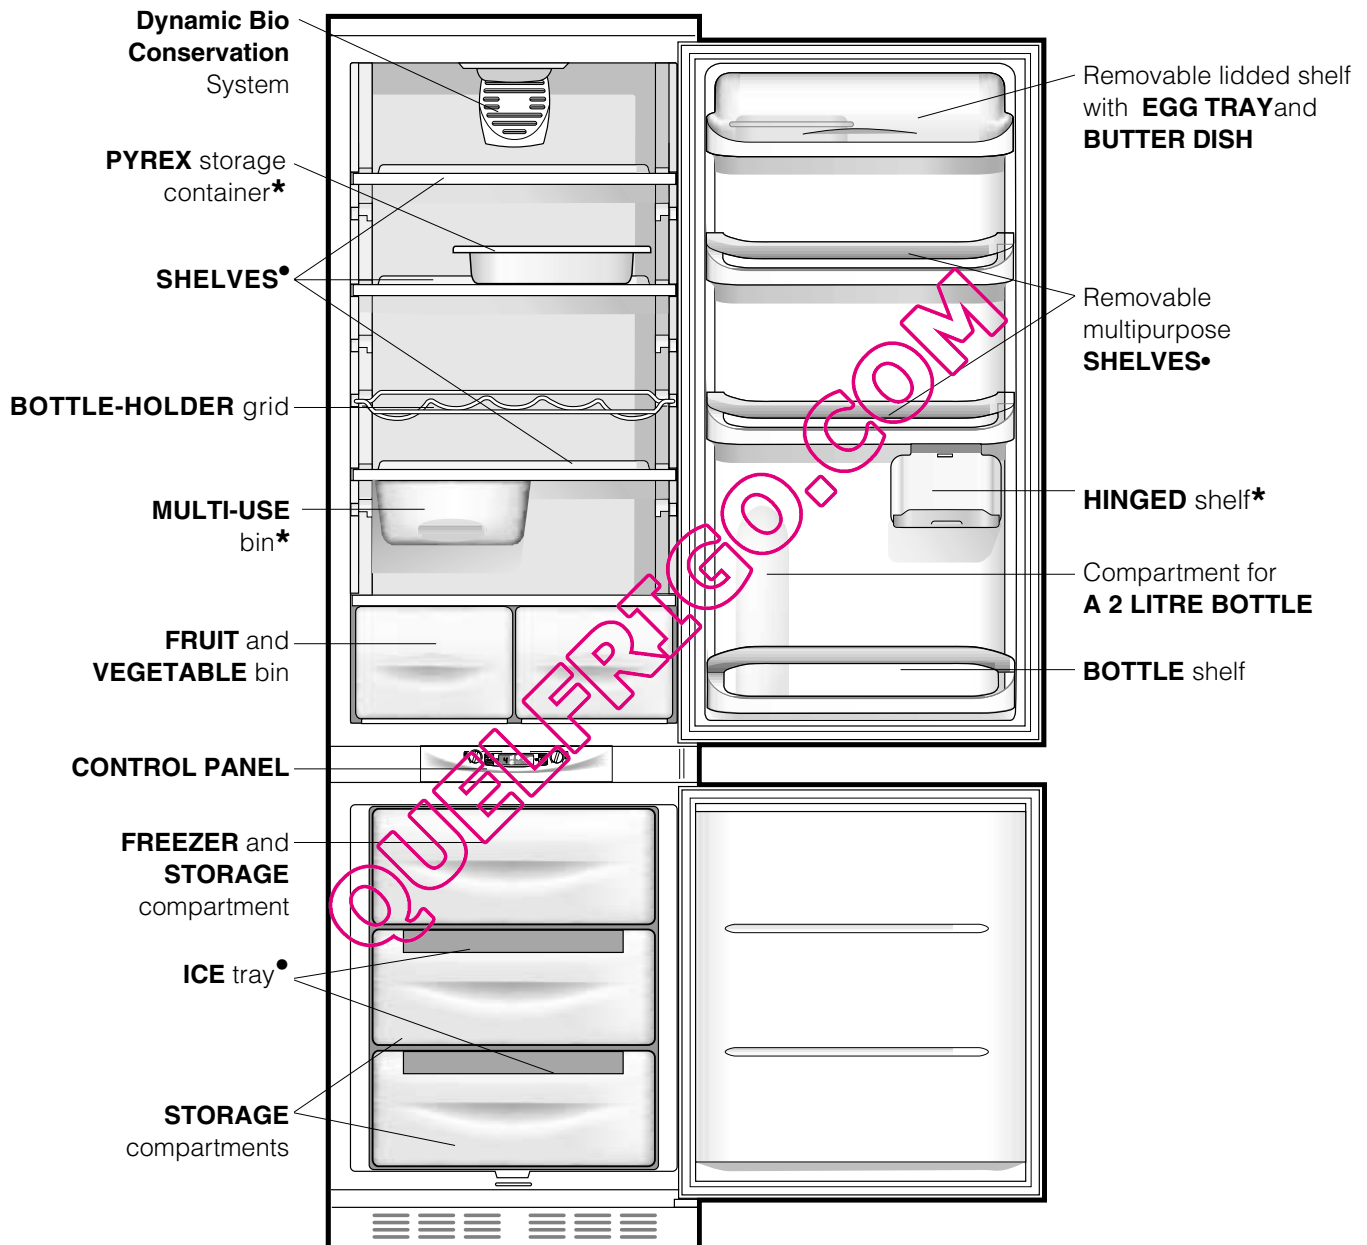 Dynamic Bio
Conservation
System
PYREX storage
container*
SHELVES•
BOTTLE-HOLDER grid
MULTI-USE
bin*
FRUIT and
VEGETABLE bin
CONTROL PANEL
FREEZER and
STORAGE
compartment
ICE tray•
STORAGE
compartments
Removable lidded shelf
with EGG TRAYand
BUTTER DISH
Removable
multipurpose
SHELVES•
HINGED shelf*
Compartment for
A 2 LITRE BOTTLE
BOTTLE shelf
QUELFRIGO.COM